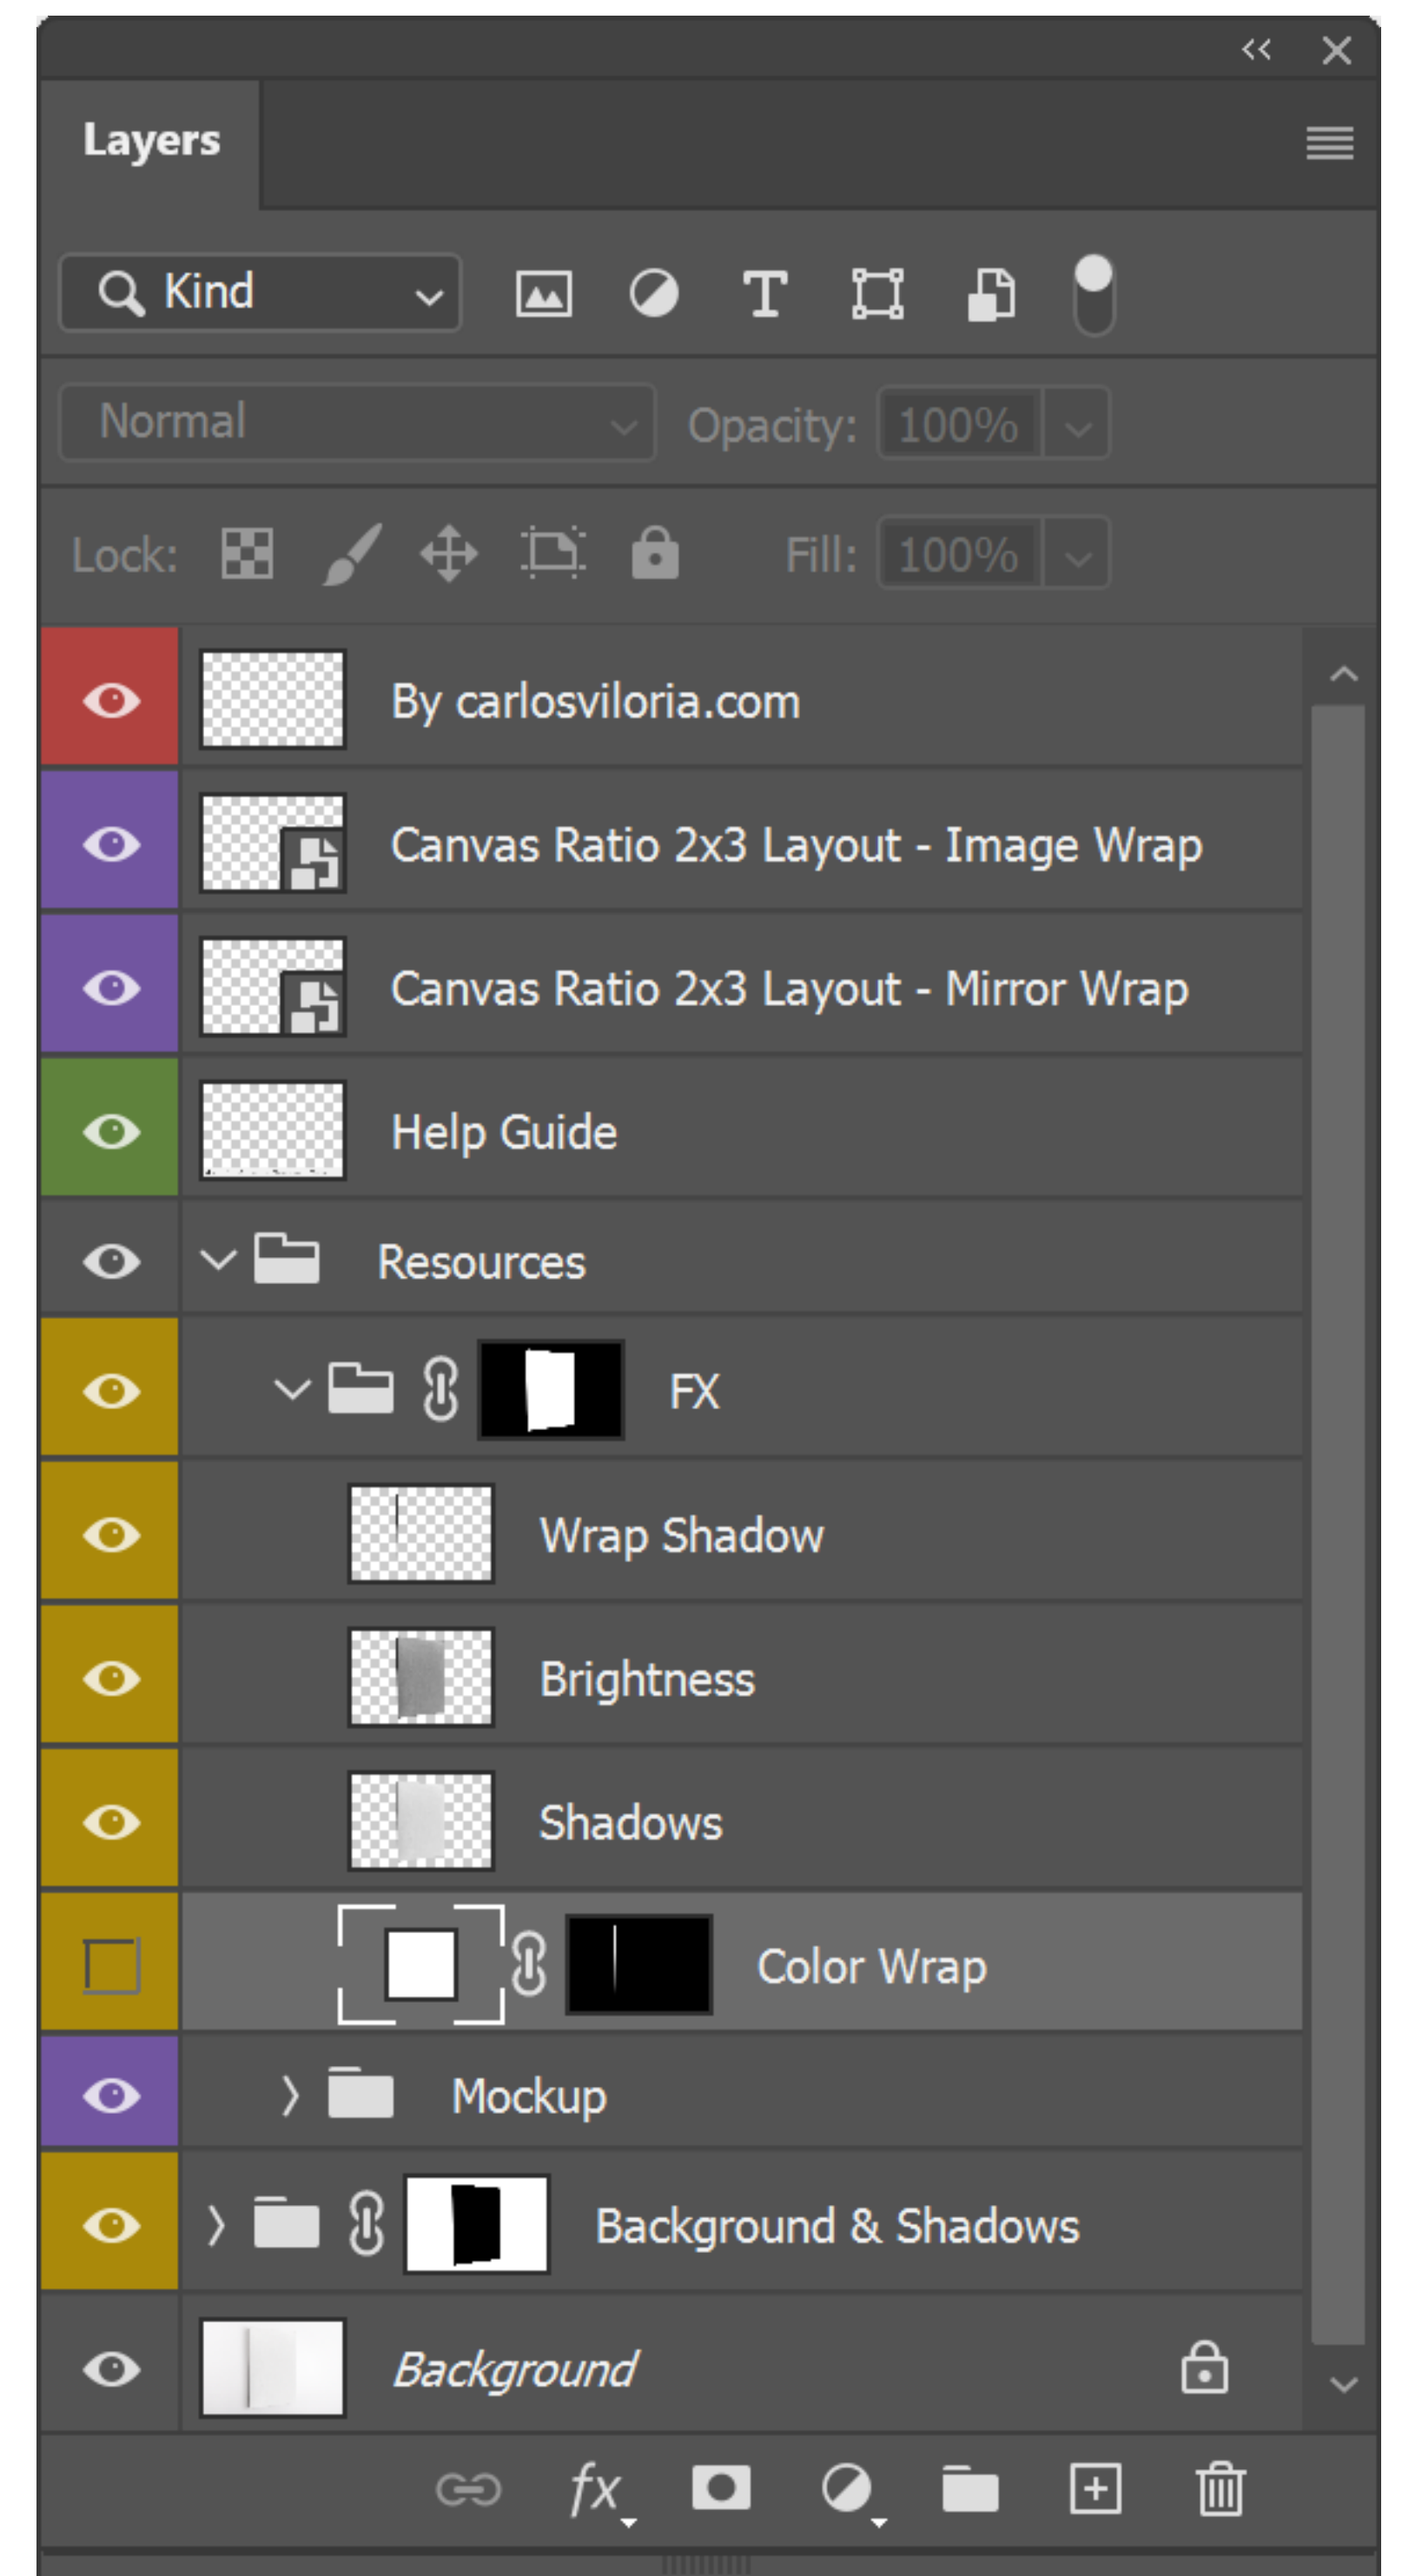 Layers
Kind
Normal Opacity: 100%
Lock: Fill: 100%
By carlosviloria.com
Canvas Ratio 2x3 Layout - Image Wrap
Canvas Ratio 2x3 Layout - Mirror Wrap
Help Guide
Resources
FX
Wrap Shadow
Brightness
Shadows
Color Wrap
Mockup
Background & Shadows
Background
fx